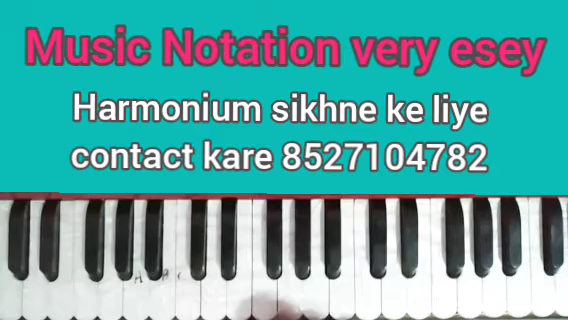 Music Notation very esey
Harmonium sikhne ke liye
contact kare 8527104782